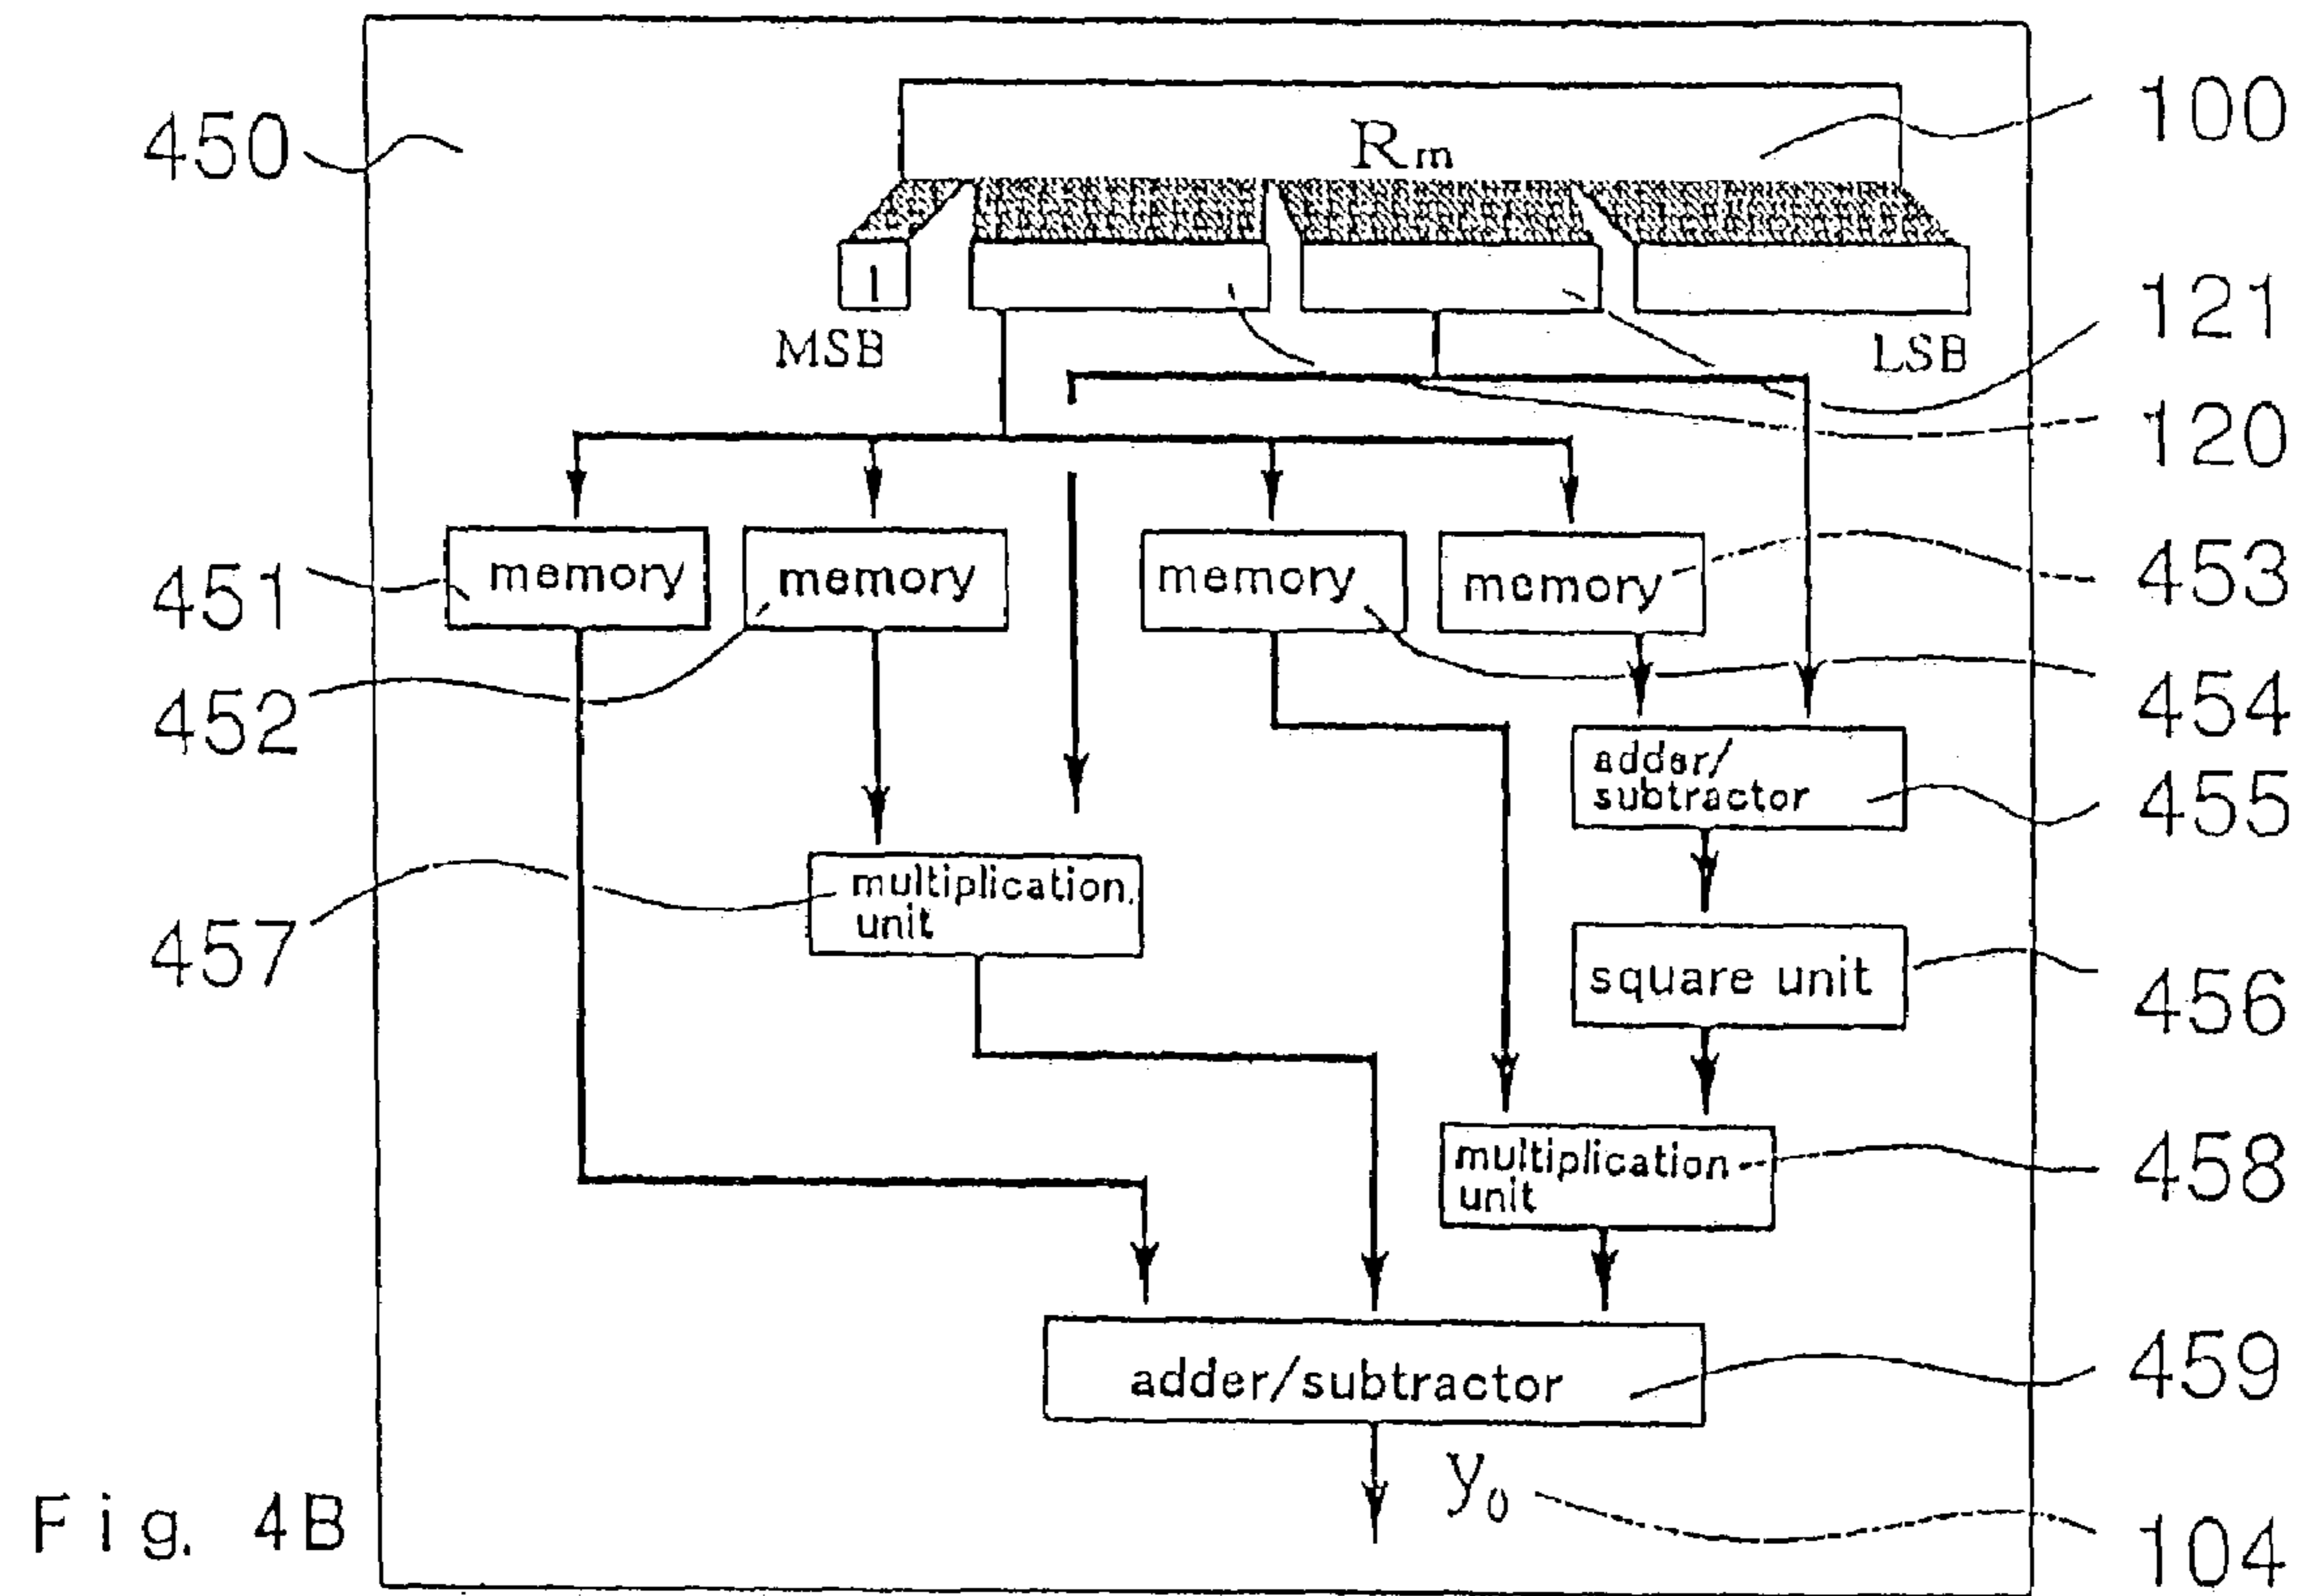 450
100
Rm
1
MSB
LSB
121
120
memory
memory
memory
memory
451
453
452
454
adder/
subtractor
455
multiplication
unit
457
square unit
456
multiplication
unit
458
adder/subtractor
459
y0
Fig. 4B
104